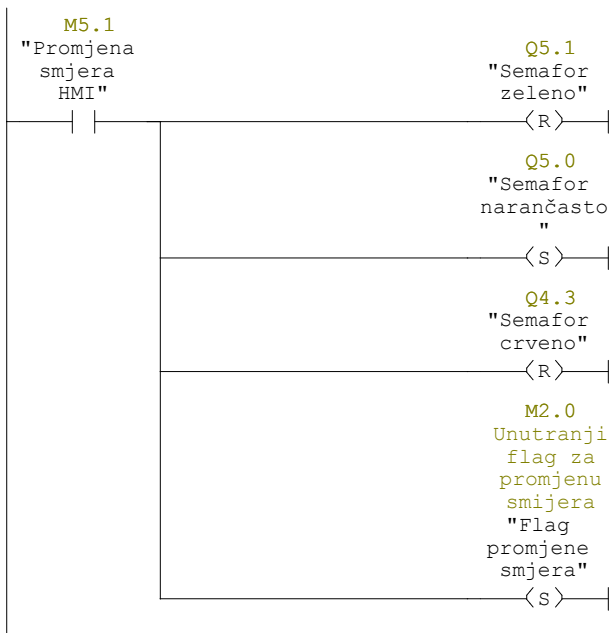 M5.1
"Promjena
smjera
HMI"
Q5.1
"Semafor
zeleno"
R
Q5.0
"Semafor
narančasto
"
S
Q4.3
"Semafor
crveno"
R
M2.0
Unutranji
flag za
promjenu
smijera
"Flag
promjene
smjera"
S